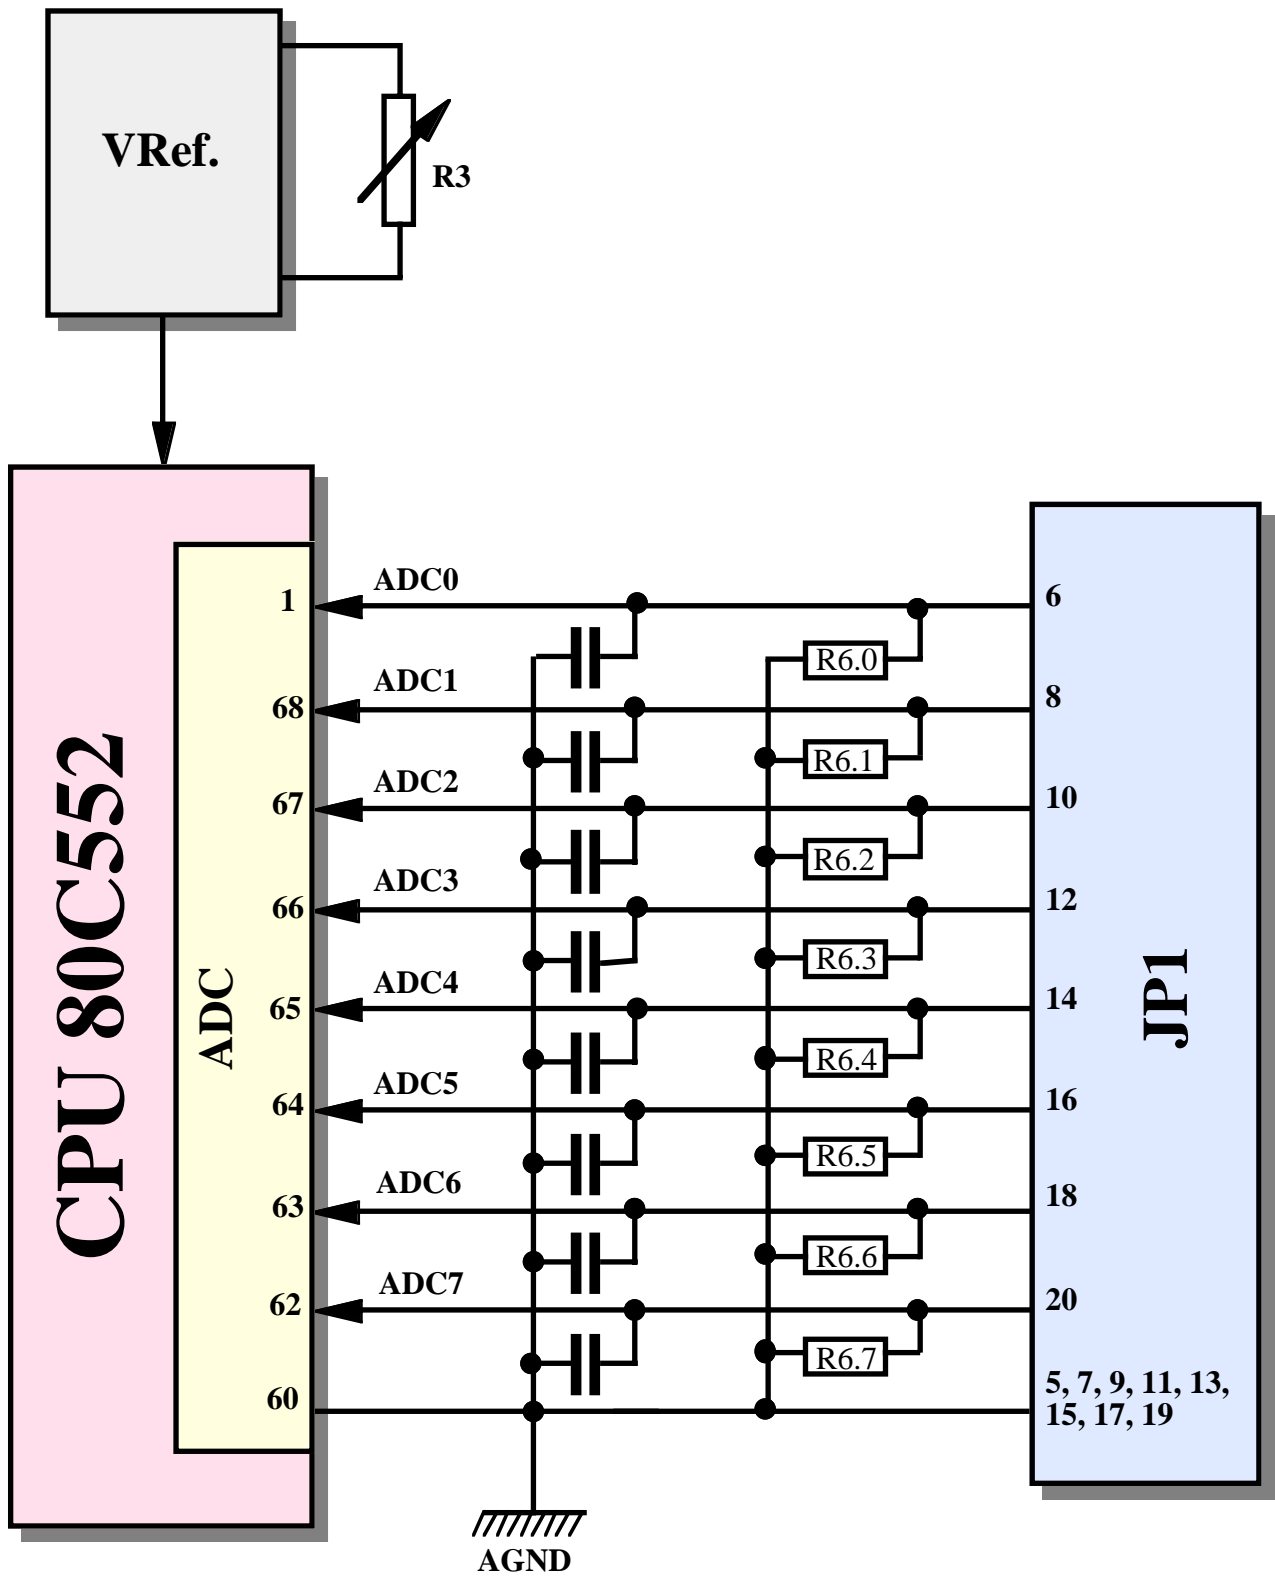 VRef.
R3
CPU 80C552
ADC
JP1
1
ADC0
R6.0
6
68
ADC1
R6.1
8
67
ADC2
R6.2
10
66
ADC3
R6.3
12
65
ADC4
R6.4
14
64
ADC5
R6.5
16
63
ADC6
R6.6
18
62
ADC7
R6.7
20
60
5, 7, 9, 11, 13,
15, 17, 19
AGND